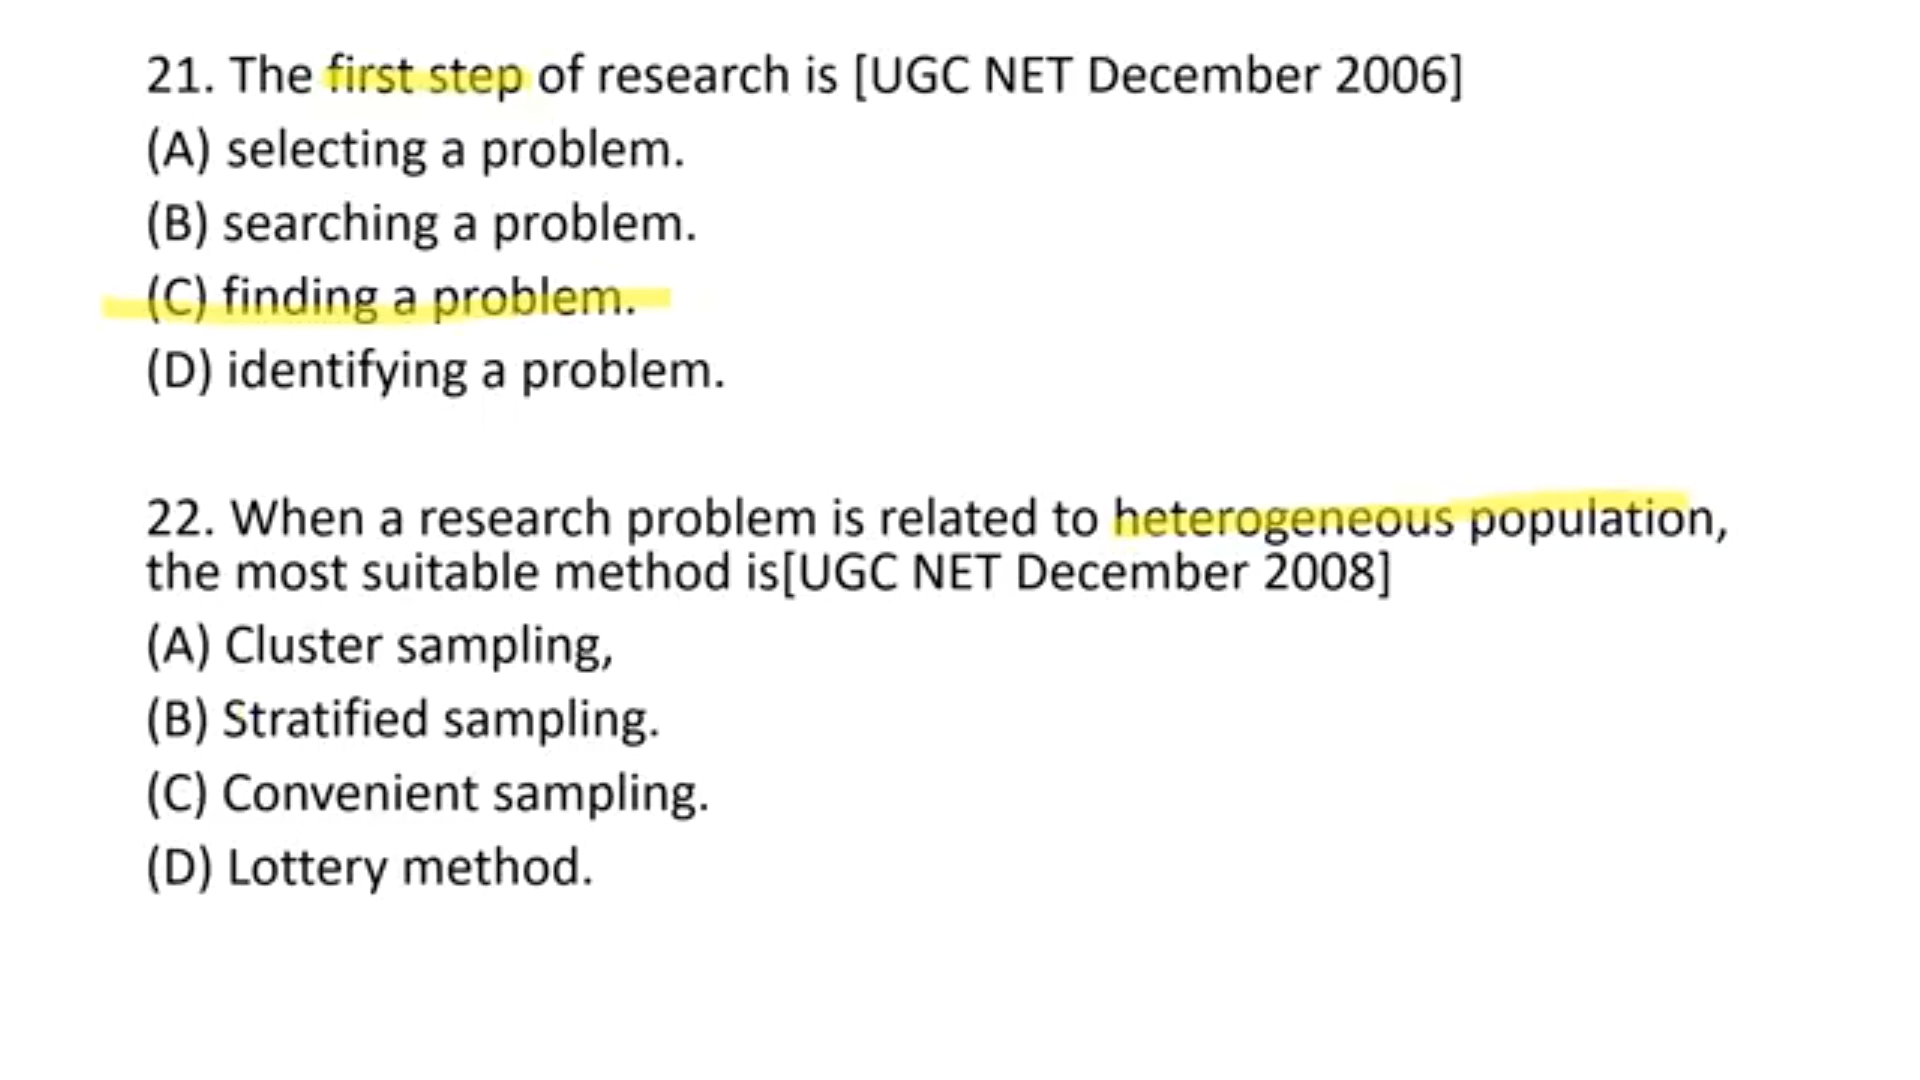 21. The first step of research is [UGC NET December 2006]
(A) selecting a problem.
(B) searching a problem.
(C) finding a problem.
(D) identifying a problem.
22. When a research problem is related to heterogeneous population,
the most suitable method is[UGC NET December 2008]
(A) Cluster sampling,
(B) Stratified sampling.
(C) Convenient sampling.
(D) Lottery method.